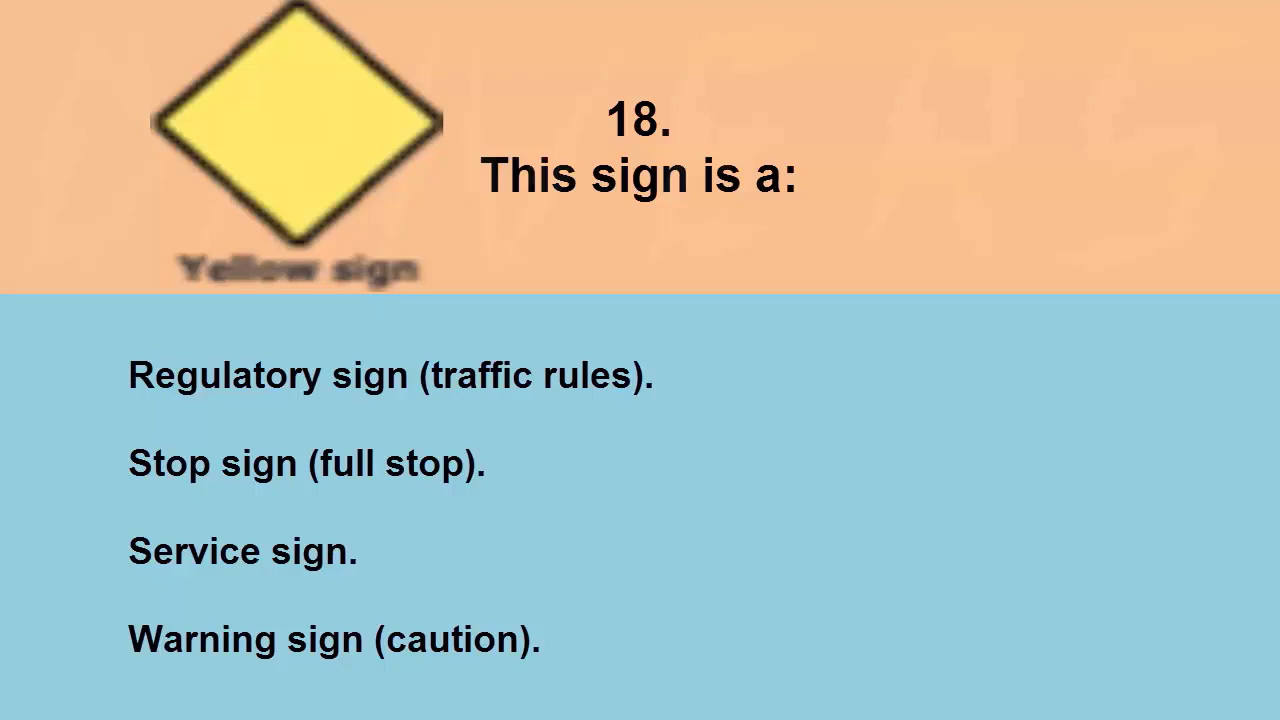 18.
This sign is a:
Yellow sign
Regulatory sign (traffic rules).
Stop sign (full stop).
Service sign.
Warning sign (caution).